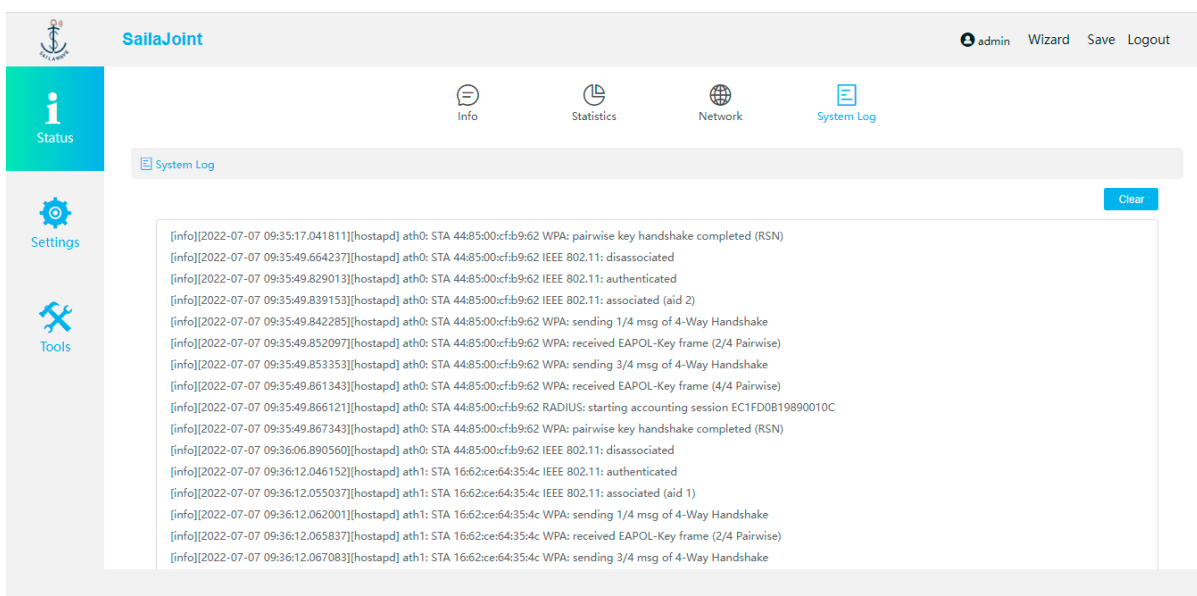 SAILAWAVE
SailaJoint
admin Wizard Save Logout
Status
Info Statistics Network System Log
System Log
Clear
Settings
Tools
[info][2022-07-07 09:35:17.041811][hostapd] ath0: STA 44:85:00:cf:b9:62 WPA: pairwise key handshake completed (RSN)
[info][2022-07-07 09:35:49.664237][hostapd] ath0: STA 44:85:00:cf:b9:62 IEEE 802.11: disassociated
[info][2022-07-07 09:35:49.829013][hostapd] ath0: STA 44:85:00:cf:b9:62 IEEE 802.11: authenticated
[info][2022-07-07 09:35:49.839153][hostapd] ath0: STA 44:85:00:cf:b9:62 IEEE 802.11: associated (aid 2)
[info][2022-07-07 09:35:49.842285][hostapd] ath0: STA 44:85:00:cf:b9:62 WPA: sending 1/4 msg of 4-Way Handshake
[info][2022-07-07 09:35:49.852097][hostapd] ath0: STA 44:85:00:cf:b9:62 WPA: received EAPOL-Key frame (2/4 Pairwise)
[info][2022-07-07 09:35:49.853353][hostapd] ath0: STA 44:85:00:cf:b9:62 WPA: sending 3/4 msg of 4-Way Handshake
[info][2022-07-07 09:35:49.861343][hostapd] ath0: STA 44:85:00:cf:b9:62 WPA: received EAPOL-Key frame (4/4 Pairwise)
[info][2022-07-07 09:35:49.866121][hostapd] ath0: STA 44:85:00:cf:b9:62 RADIUS: starting accounting session EC1FD0B19890010C
[info][2022-07-07 09:35:49.867343][hostapd] ath0: STA 44:85:00:cf:b9:62 WPA: pairwise key handshake completed (RSN)
[info][2022-07-07 09:36:06.890560][hostapd] ath0: STA 44:85:00:cf:b9:62 IEEE 802.11: disassociated
[info][2022-07-07 09:36:12.046152][hostapd] ath1: STA 16:62:ce:64:35:4c IEEE 802.11: authenticated
[info][2022-07-07 09:36:12.055037][hostapd] ath1: STA 16:62:ce:64:35:4c IEEE 802.11: associated (aid 1)
[info][2022-07-07 09:36:12.062001][hostapd] ath1: STA 16:62:ce:64:35:4c WPA: sending 1/4 msg of 4-Way Handshake
[info][2022-07-07 09:36:12.065837][hostapd] ath1: STA 16:62:ce:64:35:4c WPA: received EAPOL-Key frame (2/4 Pairwise)
[info][2022-07-07 09:36:12.067083][hostapd] ath1: STA 16:62:ce:64:35:4c WPA: sending 3/4 msg of 4-Way Handshake